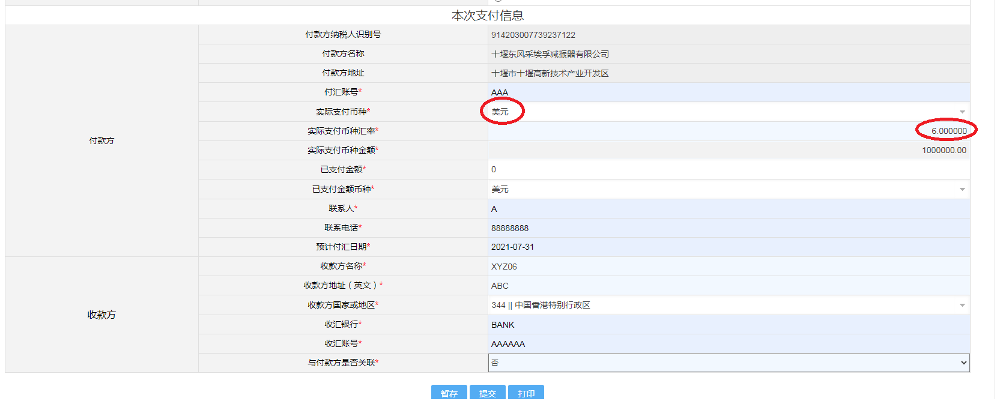 本次支付信息
付款方
付款方纳税人识别号 914203007739237122
付款方名称 十堰东风采埃孚减振器有限公司
付款方地址 十堰市十堰高新技术产业开发区
付汇账号* AAA
实际支付币种* 美元
实际支付币种汇率* 6.000000
实际支付币种金额* 1000000.00
已支付金额* 0
已支付金额币种* 美元
联系人* A
联系电话* 88888888
预计付汇日期* 2021-07-31
收款方
收款方名称* XYZ06
收款方地址（英文）* ABC
收款方国家或地区* 344 || 中国香港特别行政区
收汇银行* BANK
收汇账号* AAAAAA
与付款方是否关联* 否
暂存 提交 打印